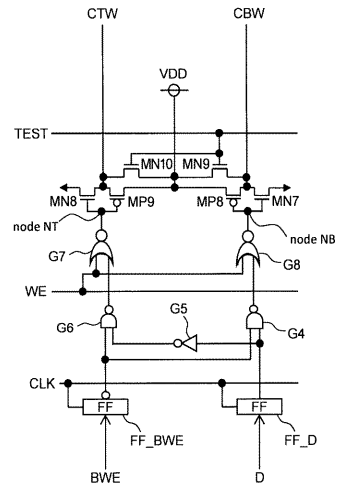 CTW CBW
VDD
TEST
MN10 MN9
MN8 MP9 MP8 MN7
node NT node NB
G7 G8
WE
G6 G5 G4
CLK
FF FF
FF_BWE FF_D
BWE D